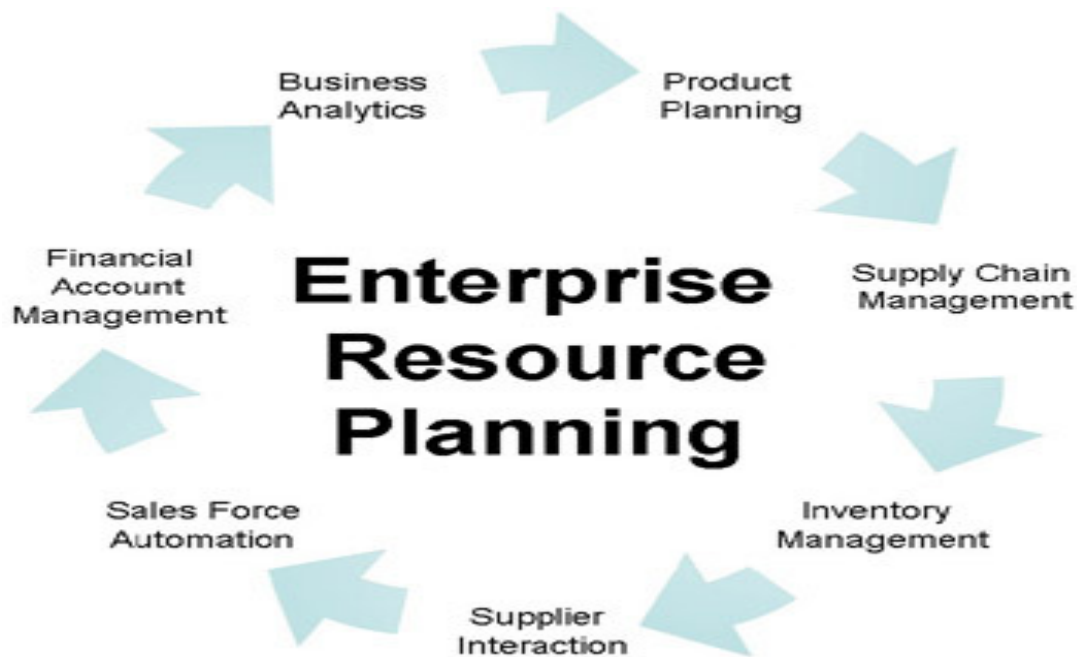 Business
Analytics
Product
Planning
Supply Chain
Management
Inventory
Management
Supplier
Interaction
Sales Force
Automation
Financial
Account
Management
Enterprise
Resource
Planning